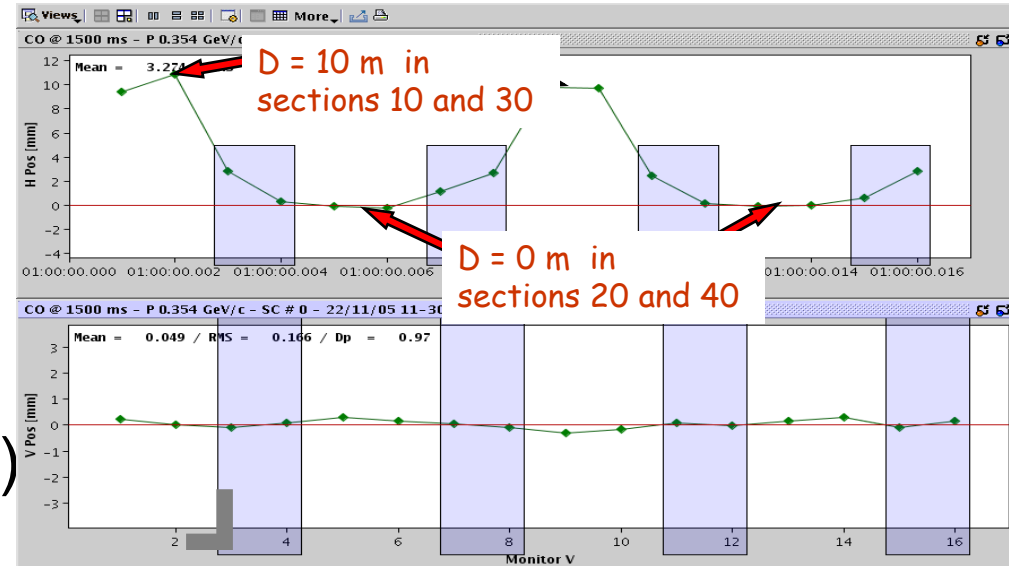 Views More
CO @ 1500 ms - P 0.354 GeV/c
Mean = 3.274
D = 10 m in
sections 10 and 30
H Pos [mm]
12
10
8
6
4
2
0
-2
-4
01:00:00.000 01:00:00.002 01:00:00.004 01:00:00.006 01:00:00.014 01:00:00.016
D = 0 m in
sections 20 and 40
CO @ 1500 ms - P 0.354 GeV/c - SC # 0 - 22/11/05 11-30
Mean = 0.049 / RMS = 0.166 / Dp = 0.97
V Pos [mm]
3
2
1
0
-1
-2
-3
)
2 4 6 8 10 12 14 16
Monitor V